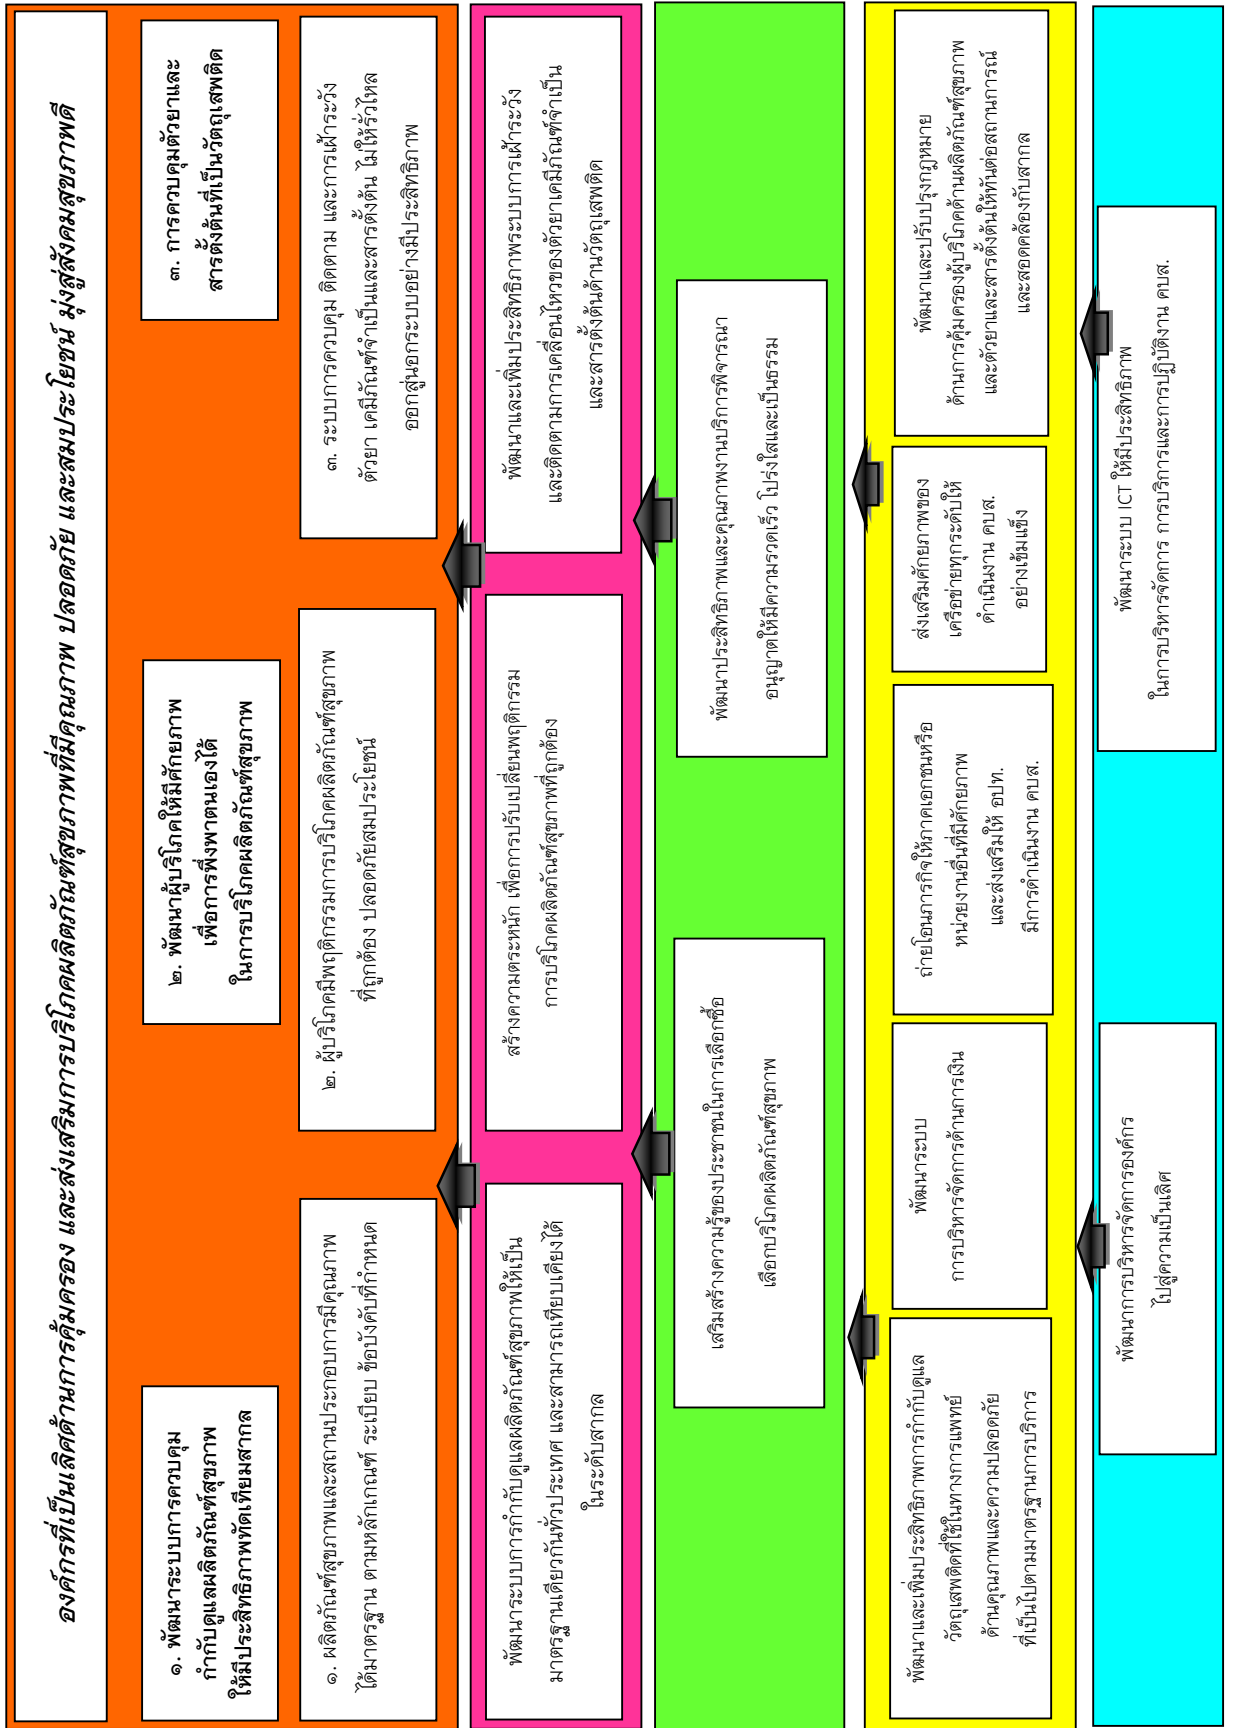 องค์กรที่เป็นเลิศด้านการคุ้มครอง และส่งเสริมการบริโภคผลิตภัณฑ์สุขภาพที่มีคุณภาพ ปลอดภัย และสมประโยชน์ มุ่งสู่สังคมสุขภาพดี
๑. พัฒนาระบบการควบคุม
กำกับดูแลผลิตภัณฑ์สุขภาพ
ให้มีประสิทธิภาพทัดเทียมสากล
๒. พัฒนาผู้บริโภคให้มีศักยภาพ
เพื่อการพึ่งพาตนเองได้
ในการบริโภคผลิตภัณฑ์สุขภาพ
๓. การควบคุมตัวยาและ
สารตั้งต้นที่เป็นวัตถุเสพติด
๑. ผลิตภัณฑ์สุขภาพและสถานประกอบการมีคุณภาพ
ได้มาตรฐาน ตามหลักเกณฑ์ ระเบียบ ข้อบังคับที่กำหนด
๒. ผู้บริโภคมีพฤติกรรมการบริโภคผลิตภัณฑ์สุขภาพ
ที่ถูกต้อง ปลอดภัยสมประโยชน์
๓. ระบบการควบคุม ติดตาม และการเฝ้าระวัง
ตัวยา เคมีภัณฑ์จำเป็นและสารตั้งต้น ไม่ให้รั่วไหล
ออกสู่นอกระบบอย่างมีประสิทธิภาพ
พัฒนาระบบการกำกับดูแลผลิตภัณฑ์สุขภาพให้เป็น
มาตรฐานเดียวกันทั่วประเทศ และสามารถเทียบเคียงได้
ในระดับสากล
สร้างความตระหนัก เพื่อการปรับเปลี่ยนพฤติกรรม
การบริโภคผลิตภัณฑ์สุขภาพที่ถูกต้อง
พัฒนาและเพิ่มประสิทธิภาพระบบการเฝ้าระวัง
และติดตามการเคลื่อนไหวของตัวยาเคมีภัณฑ์จำเป็น
และสารตั้งต้นด้านวัตถุเสพติด
เสริมสร้างความรู้ของประชาชนในการเลือกซื้อ
เลือกบริโภคผลิตภัณฑ์สุขภาพ
พัฒนาประสิทธิภาพและคุณภาพงานบริการพิจารณา
อนุญาตให้มีความรวดเร็ว โปร่งใสและเป็นธรรม
พัฒนาและเพิ่มประสิทธิภาพการกำกับดูแล
วัตถุเสพติดที่ใช้ในทางการแพทย์
ด้านคุณภาพและความปลอดภัย
ที่เป็นไปตามมาตรฐานการบริการ
พัฒนาระบบ
การบริหารจัดการด้านการเงิน
ถ่ายโอนภารกิจให้ภาคเอกชนหรือ
หน่วยงานอื่นที่มีศักยภาพ
และส่งเสริมให้ อปท.
มีการดำเนินงาน คบส.
ส่งเสริมศักยภาพของ
เครือข่ายทุกระดับให้
ดำเนินงาน คบส.
อย่างเข้มแข็ง
พัฒนาและปรับปรุงกฎหมาย
ด้านการคุ้มครองผู้บริโภคด้านผลิตภัณฑ์สุขภาพ
และตัวยาและสารตั้งต้นให้ทันต่อสถานการณ์
และสอดคล้องกับสากล
พัฒนาการบริหารจัดการองค์กร
ไปสู่ความเป็นเลิศ
พัฒนาระบบ ICT ให้มีประสิทธิภาพ
ในการบริหารจัดการ การบริการและการปฏิบัติงาน คบส.